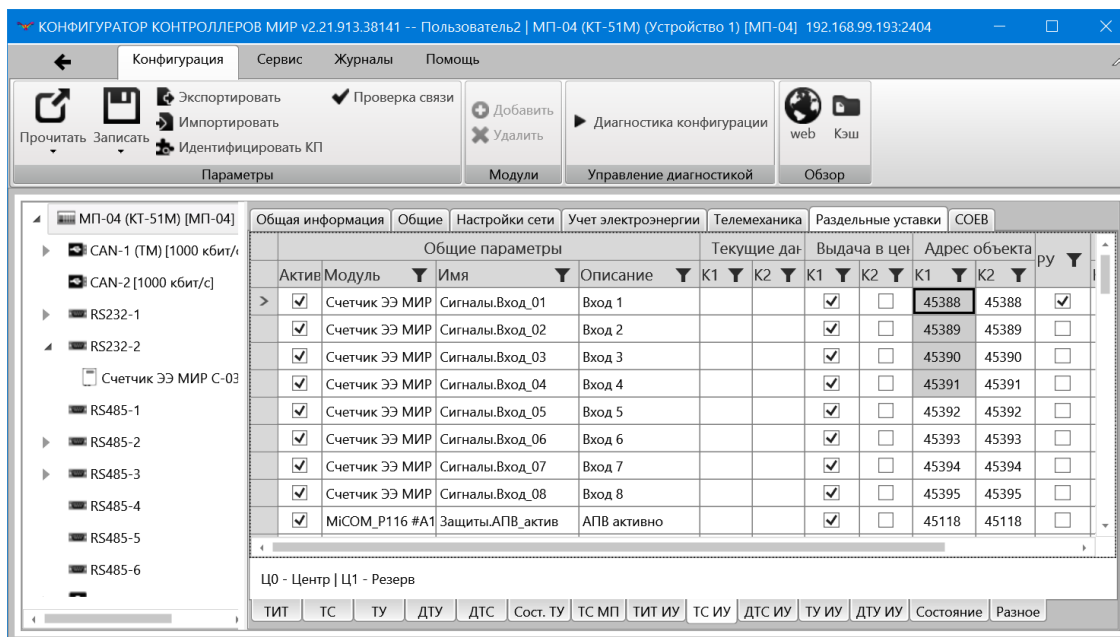 КОНФИГУРАТОР КОНТРОЛЛЕРОВ МИР v2.21.913.38141 -- Пользователь2 | МП-04 (КТ-51М) (Устройство 1) [МП-04] 192.168.99.193:2404
Конфигурация Сервис Журналы Помощь
Прочитать Записать Экспортировать Импортировать Идентифицировать КП Проверка связи
Добавить Удалить
Диагностика конфигурации
web Кэш
Параметры Модули Управление диагностикой Обзор
МП-04 (КТ-51М) [МП-04]
CAN-1 (ТМ) [1000 кбит/с
CAN-2 [1000 кбит/с]
RS232-1
RS232-2
Счетчик ЭЭ МИР С-03
RS485-1
RS485-2
RS485-3
RS485-4
RS485-5
RS485-6
Общая информация Общие Настройки сети Учет электроэнергии Телемеханика Раздельные уставки СОЕВ
Общие параметры Текущие дан Выдача в цен Адрес объекта РУ
Актив Модуль Имя Описание К1 К2 К1 К2 К1 К2
Счетчик ЭЭ МИР Сигналы.Вход_01 Вход 1 45388 45388
Счетчик ЭЭ МИР Сигналы.Вход_02 Вход 2 45389 45389
Счетчик ЭЭ МИР Сигналы.Вход_03 Вход 3 45390 45390
Счетчик ЭЭ МИР Сигналы.Вход_04 Вход 4 45391 45391
Счетчик ЭЭ МИР Сигналы.Вход_05 Вход 5 45392 45392
Счетчик ЭЭ МИР Сигналы.Вход_06 Вход 6 45393 45393
Счетчик ЭЭ МИР Сигналы.Вход_07 Вход 7 45394 45394
Счетчик ЭЭ МИР Сигналы.Вход_08 Вход 8 45395 45395
MiCOM_P116 #А1 Защиты.АПВ_актив АПВ активно 45118 45118
Ц0 - Центр | Ц1 - Резерв
ТИТ ТС ТУ ДТУ ДТС Сост. ТУ ТС МП ТИТ ИУ ТС ИУ ДТС ИУ ТУ ИУ ДТУ ИУ Состояние Разное